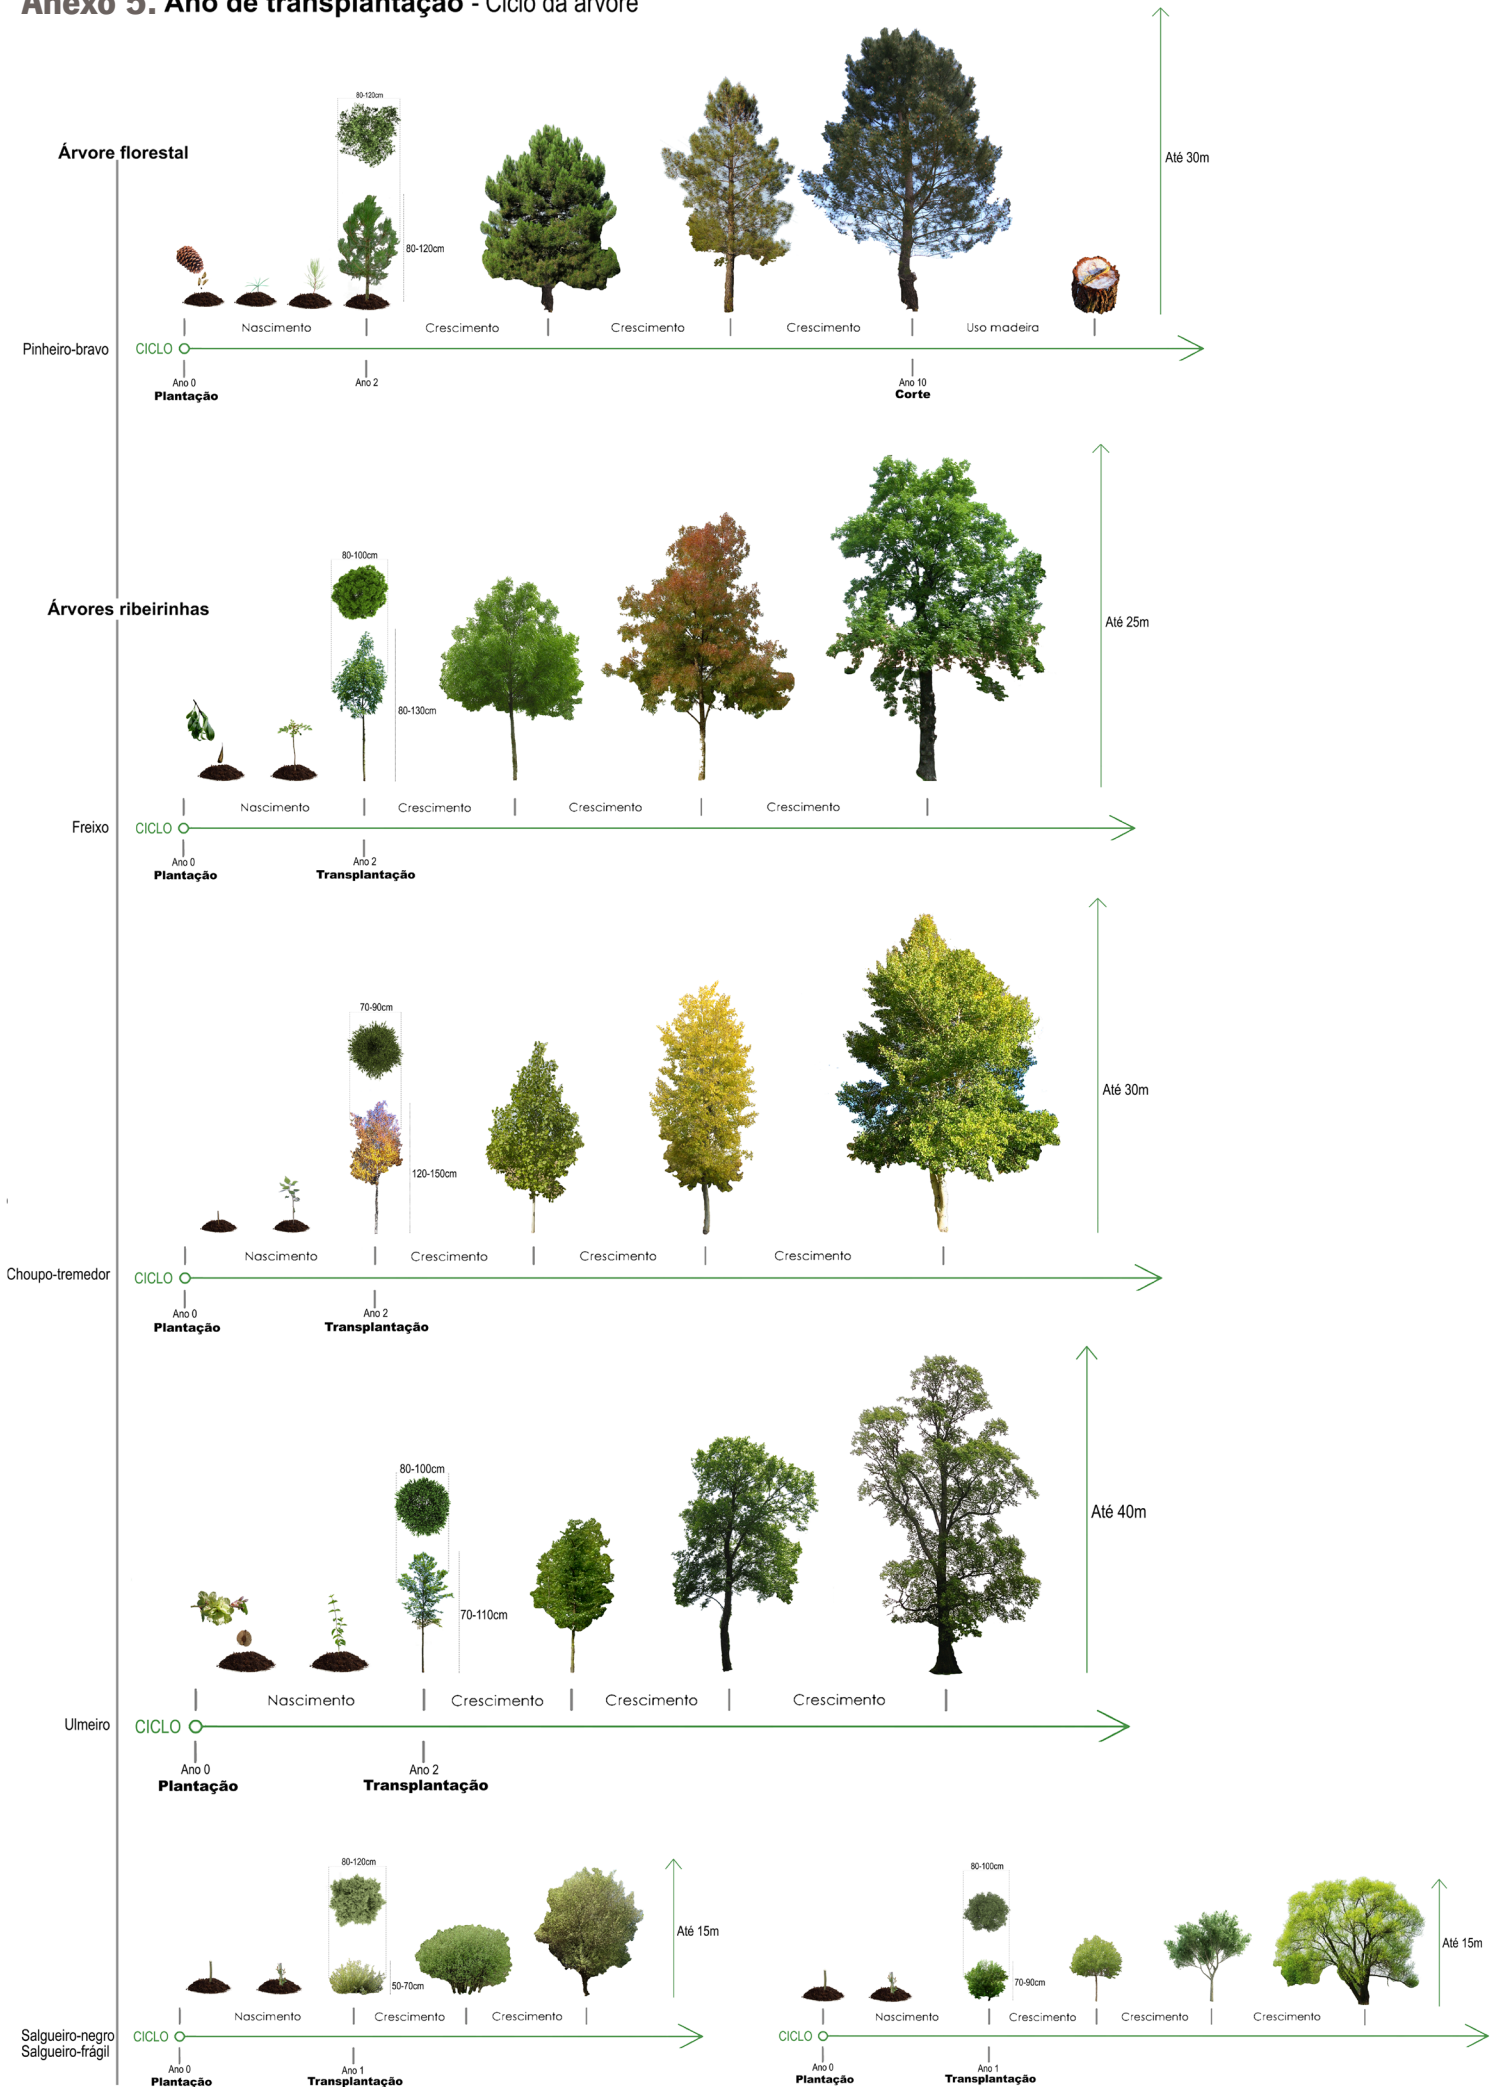 Anexo 5. Ano de transplantação - Ciclo da árvore
80-120cm
Árvore florestal
Até 30m
80-120cm
Nascimento Crescimento Crescimento Crescimento Uso madeira
Pinheiro-bravo CICLO
Ano 0 Ano 2 Ano 10
Plantação Corte
80-100cm
Árvores ribeirinhas
Até 25m
80-130cm
Nascimento Crescimento Crescimento Crescimento
Freixo CICLO
Ano 0 Ano 2
Plantação Transplantação
70-90cm
Até 30m
120-150cm
Nascimento Crescimento Crescimento Crescimento
Choupo-tremedor CICLO
Ano 0 Ano 2
Plantação Transplantação
80-100cm
Até 40m
70-110cm
Nascimento Crescimento Crescimento Crescimento
Ulmeiro CICLO
Ano 0 Ano 2
Plantação Transplantação
80-120cm
Até 15m
50-70cm
Nascimento Crescimento Crescimento
Salgueiro-negro
Salgueiro-frágil
CICLO
Ano 0 Ano 1
Plantação Transplantação
80-100cm
Até 15m
70-90cm
Nascimento Crescimento Crescimento Crescimento
CICLO
Ano 0 Ano 1
Plantação Transplantação